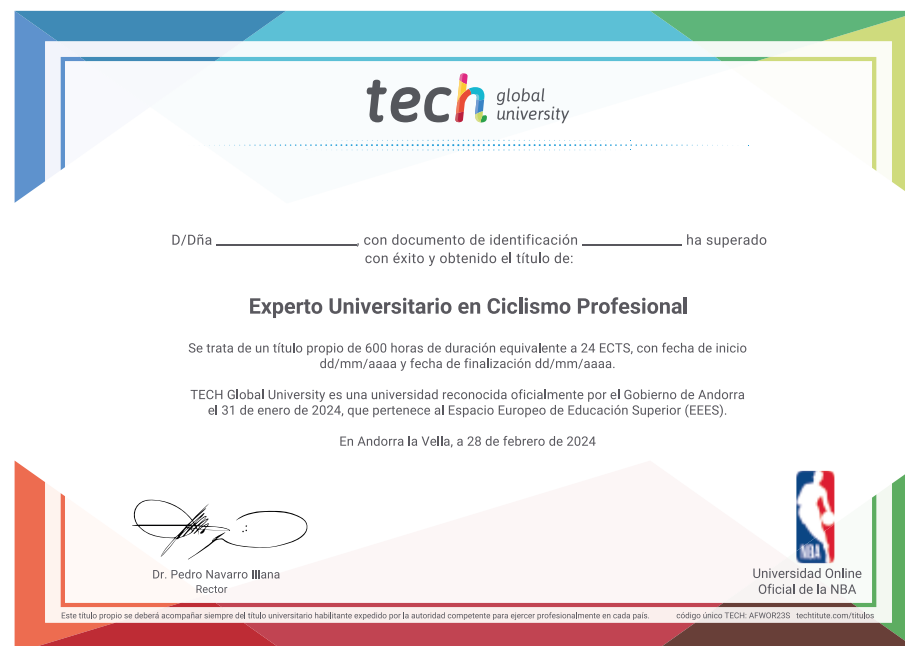 tech global
university
D/Dña , con documento de identificación ha superado
con éxito y obtenido el título de:
Experto Universitario en Ciclismo Profesional
Se trata de un título propio de 600 horas de duración equivalente a 24 ECTS, con fecha de inicio
dd/mm/aaaa y fecha de finalización dd/mm/aaaa.
TECH Global University es una universidad reconocida oficialmente por el Gobierno de Andorra
el 31 de enero de 2024, que pertenece al Espacio Europeo de Educación Superior (EEES).
En Andorra la Vella, a 28 de febrero de 2024
Dr. Pedro Navarro Illana
Rector
NBA
Universidad Online
Oficial de la NBA
Este título propio se deberá acompañar siempre del título universitario habilitante expedido por la autoridad competente para ejercer profesionalmente en cada país. código único TECH: AFWOR23S techtitute.com/titulos